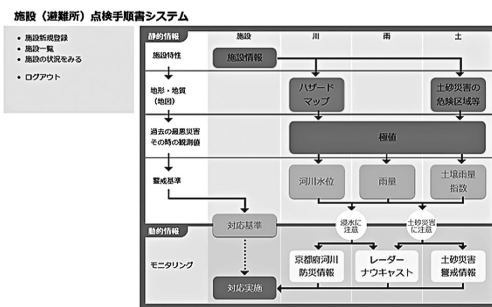 施設（避難所）点検手順書システム
施設新規登録
施設一覧
施設の状況をみる
ログアウト
静的情報
施設
川
雨
土
施設特性
施設情報
地形・地質
（地図）
ハザード
マップ
土砂災害の
危険区域等
過去の最悪災害
その時の観測値
極値
警戒基準
河川水位
雨量
土壌雨量
指数
対応基準
浸水に
注意
土砂災害
に注意
動的情報
モニタリング
京都府河川
防災情報
レーダー
ナウキャスト
土砂災害
警戒情報
対応実施